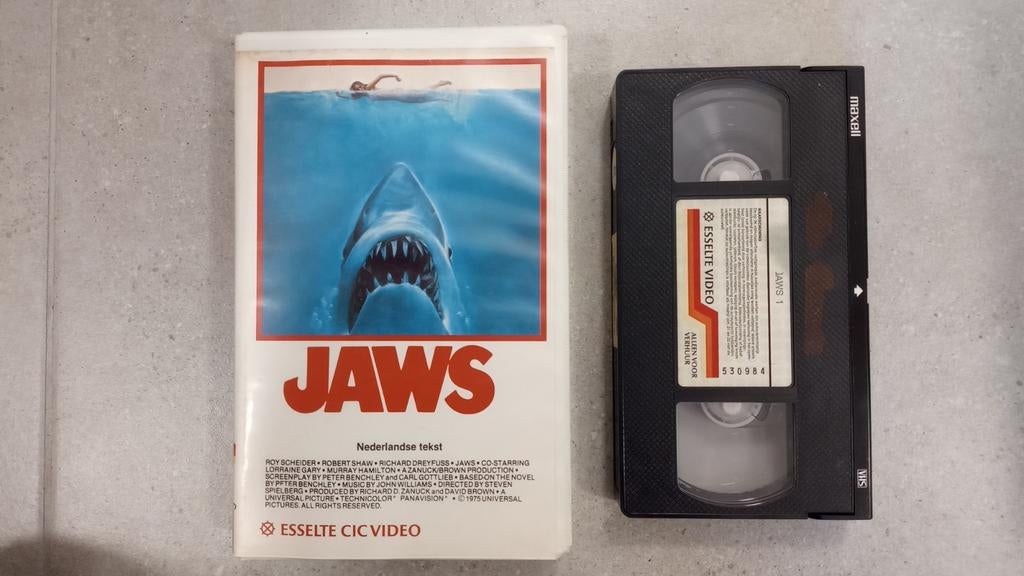 JAWS
Nederlandse tekst
ROY SCHEIDER • ROBERT SHAW • RICHARD DREYFUSS • JAWS • CO-STARRING
LORRAINE GARY • MURRAY HAMILTON • A ZANUCK/BROWN PRODUCTION •
SCREENPLAY BY PETER BENCHLEY and CARL GOTTLIEB • BASED ON THE NOVEL
BY PETER BENCHLEY • MUSIC BY JOHN WILLIAMS • DIRECTED BY STEVEN
SPIELBERG • PRODUCED BY RICHARD D. ZANUCK and DAVID BROWN • A
UNIVERSAL PICTURE • TECHNICOLOR® PANAVISION® • © 1975 UNIVERSAL
PICTURES. ALL RIGHTS RESERVED.
ESSELTE CIC VIDEO
maxell
JAWS 1
WAARSCHUWING
ESSELTE VIDEO
ALLEEN VOOR
VERHUUR
530984
VHS